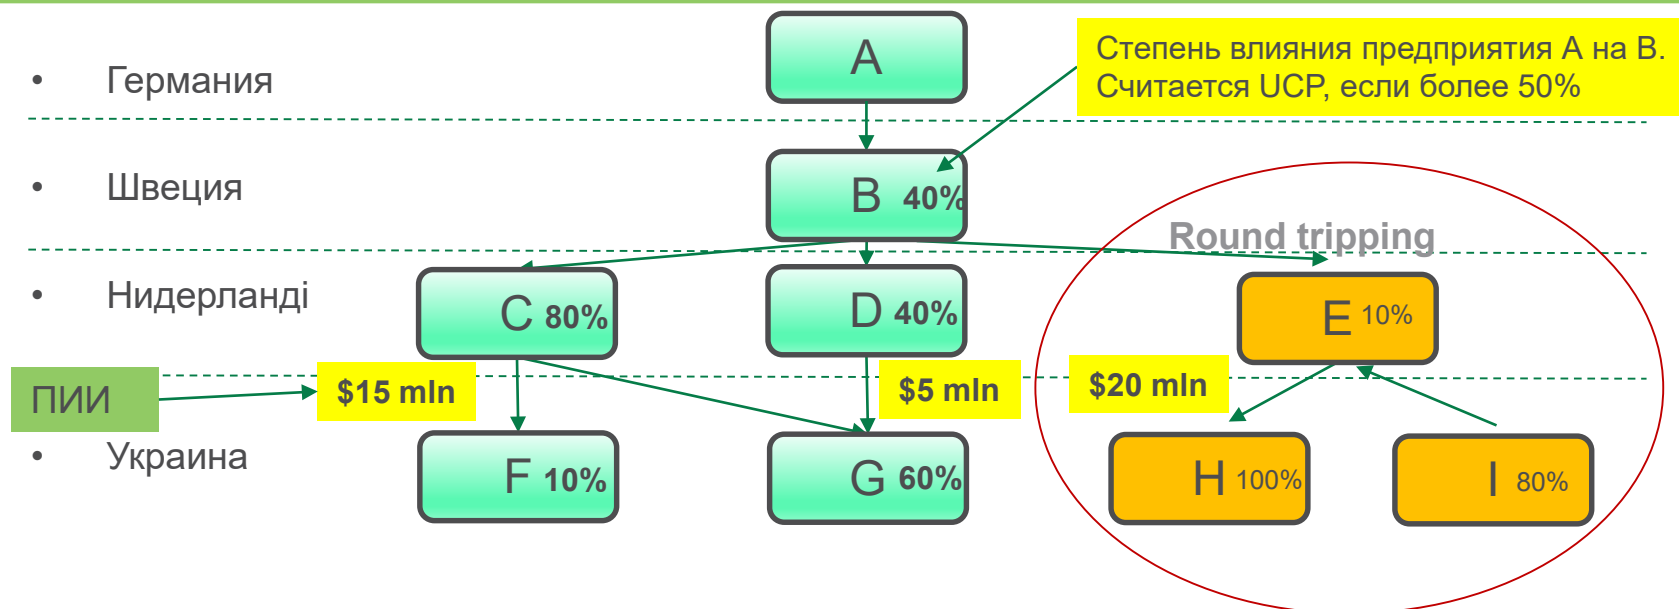 A
Степень влияния предприятия А на В.
Считается UCP, если более 50%
• Германия
• Швеция
B 40%
Round tripping
• Нидерланді
C 80%
D 40%
E 10%
ПИИ
$15 mln
$5 mln
$20 mln
• Украина
F 10%
G 60%
H 100%
I 80%